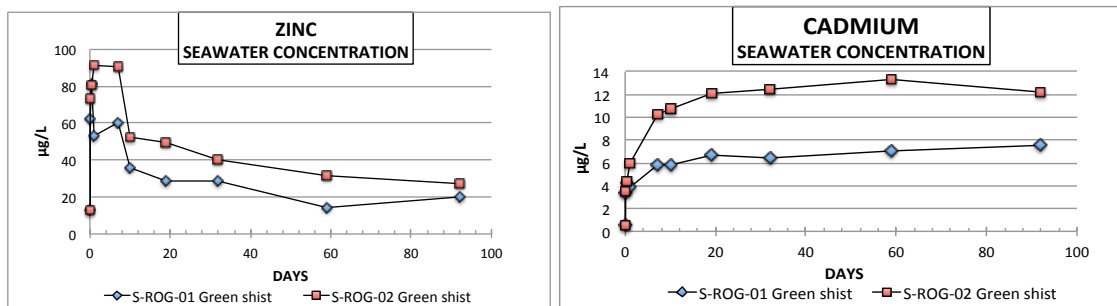 ZINC
SEAWATER CONCENTRATION
100
80
60
40
20
0
µg/L
0 20 40 60 80 100
DAYS
S-ROG-01 Green shist S-ROG-02 Green shist
CADMIUM
SEAWATER CONCENTRATION
14
12
10
8
6
4
2
0
µg/L
0 20 40 60 80 100
DAYS
S-ROG-01 Green shist S-ROG-02 Green shist